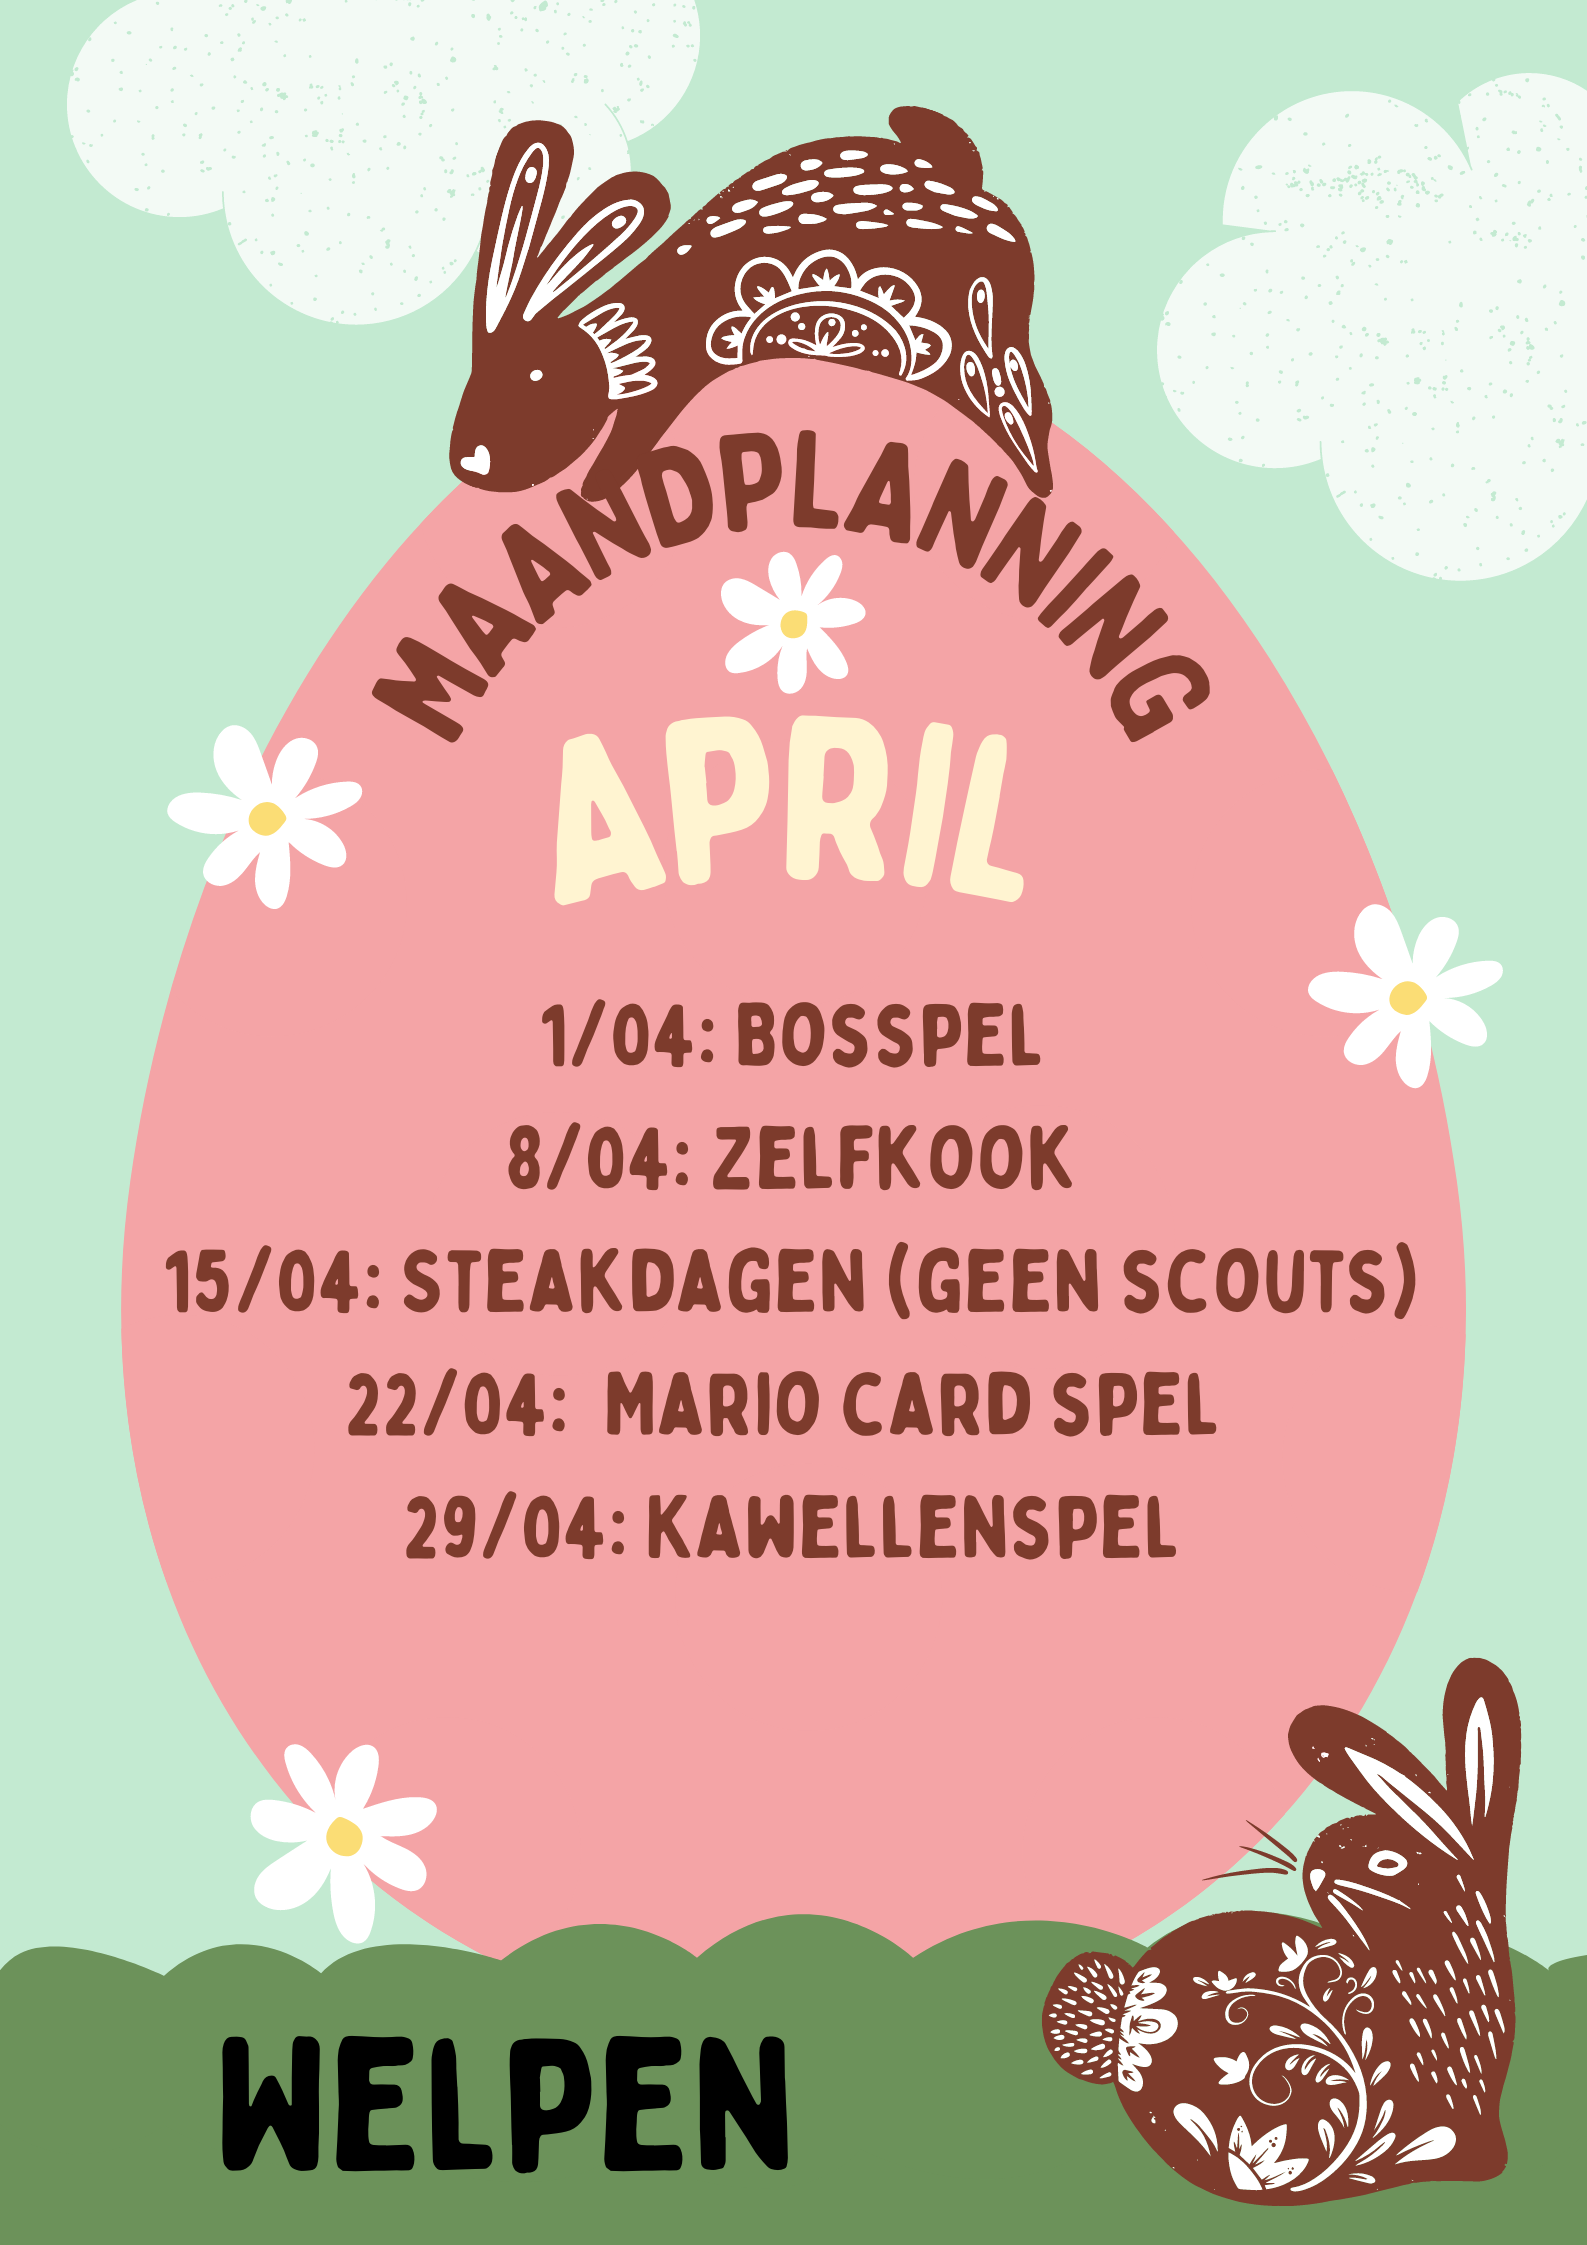 MAANDPLANNING
APRIL
1/04: BOSSPEL
8/04: ZELFKOOK
15/04: STEAKDAGEN (GEEN SCOUTS)
22/04: MARIO CARD SPEL
29/04: KAWELLENSPEL
WELPEN